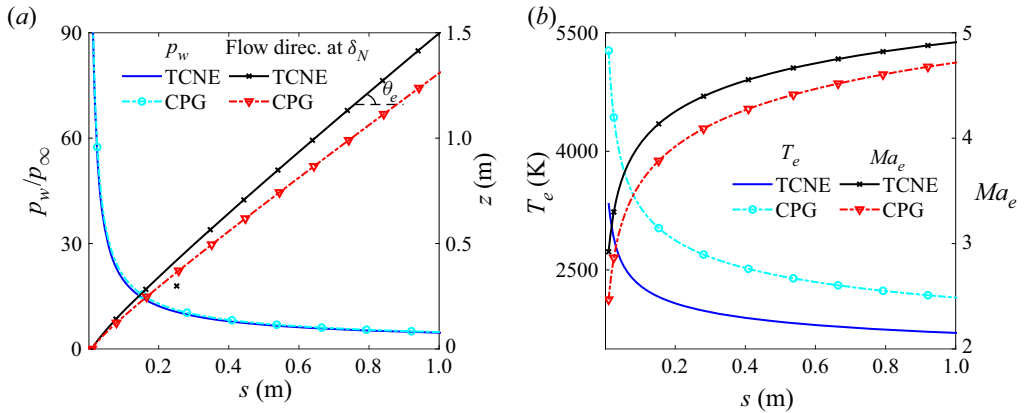 (a)
90
60
30
0
p_w/p_∞
p_w Flow direc. at δ_N
TCNE TCNE
CPG CPG
θ_e
1.5
1.0
0.5
0
z (m)
0.2 0.4 0.6 0.8 1.0
s (m)
(b)
5500
4000
2500
T_e (K)
T_e Ma_e
TCNE TCNE
CPG CPG
5
4
3
2
Ma_e
0.2 0.4 0.6 0.8 1.0
s (m)